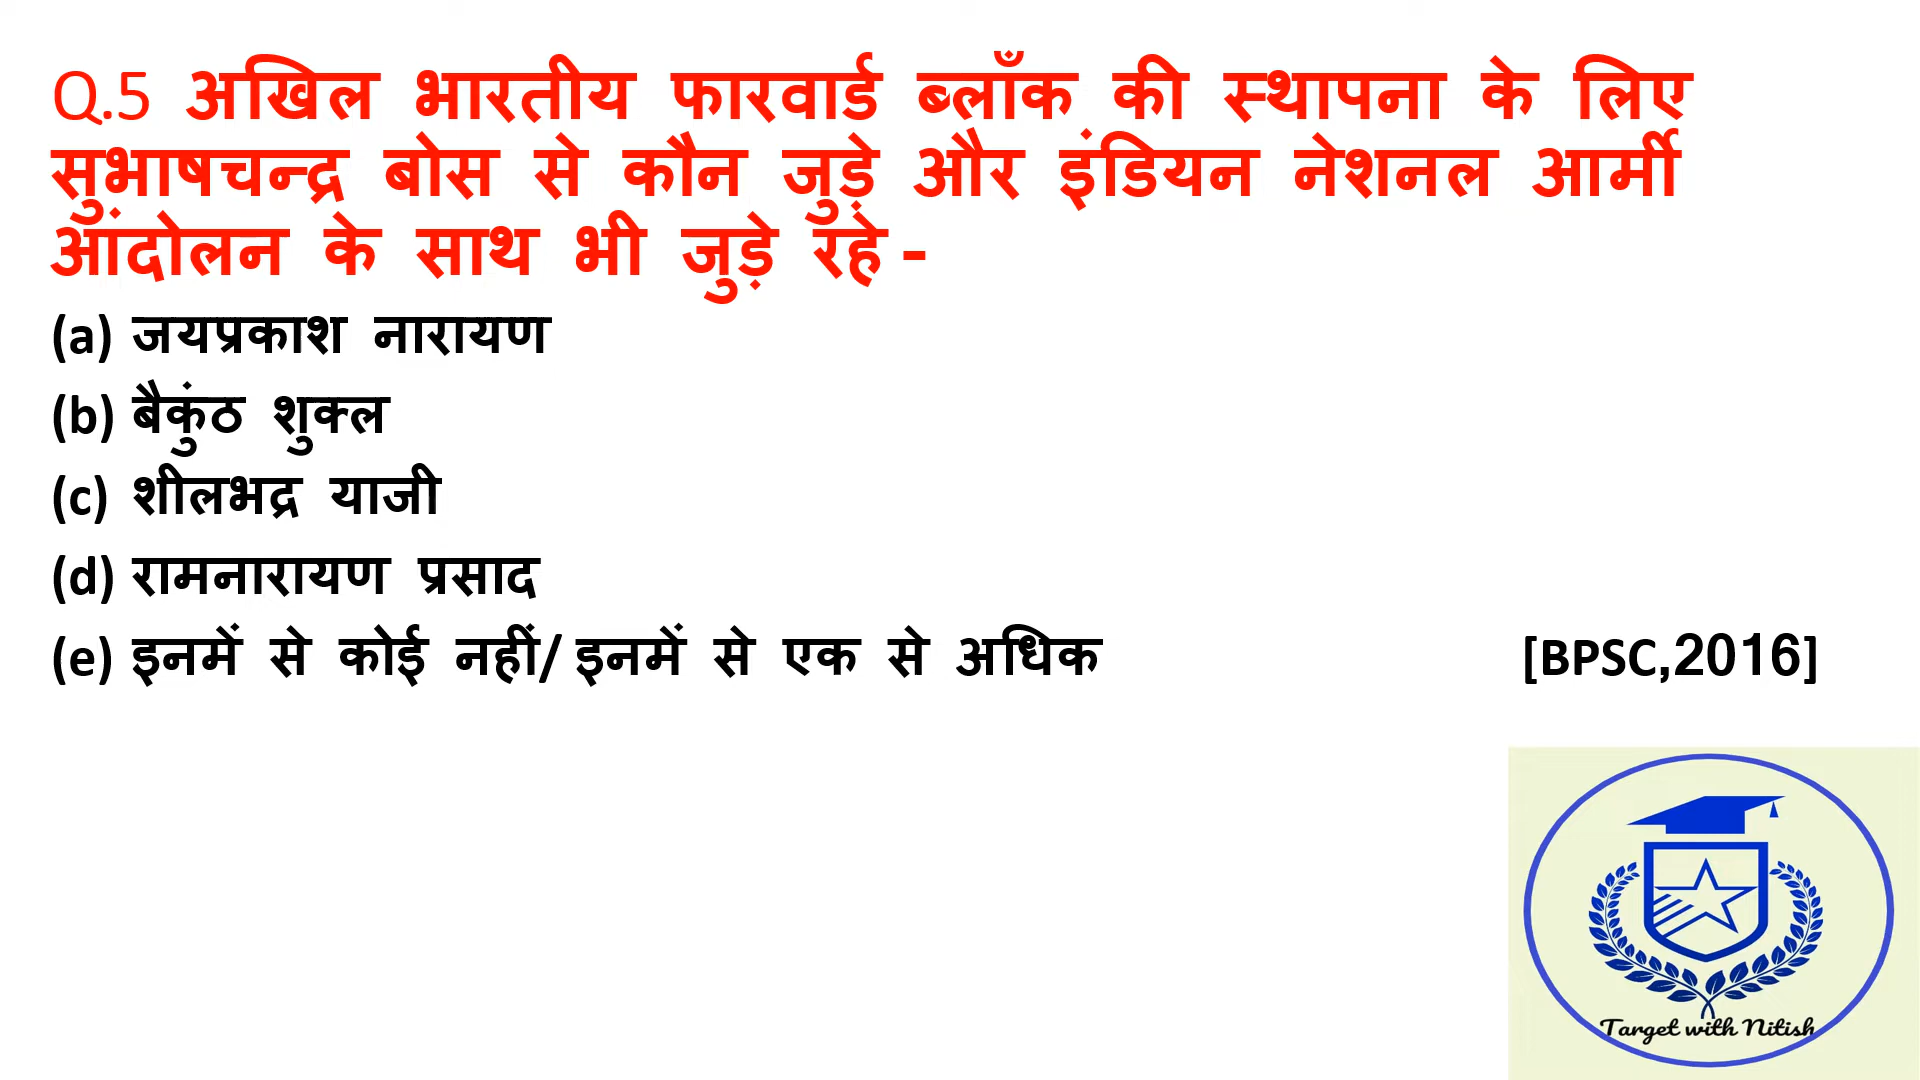 Q.5 अखिल भारतीय फारवार्ड ब्लाँक की स्थापना के लिए
सुभाषचन्द्र बोस से कौन जुड़े और इंडियन नेशनल आर्मी
आंदोलन के साथ भी जुड़े रहे -
(a) जयप्रकाश नारायण
(b) बैकुंठ शुक्ल
(c) शीलभद्र याजी
(d) रामनारायण प्रसाद
(e) इनमें से कोई नहीं/ इनमें से एक से अधिक [BPSC,2016]
Target with Nitish